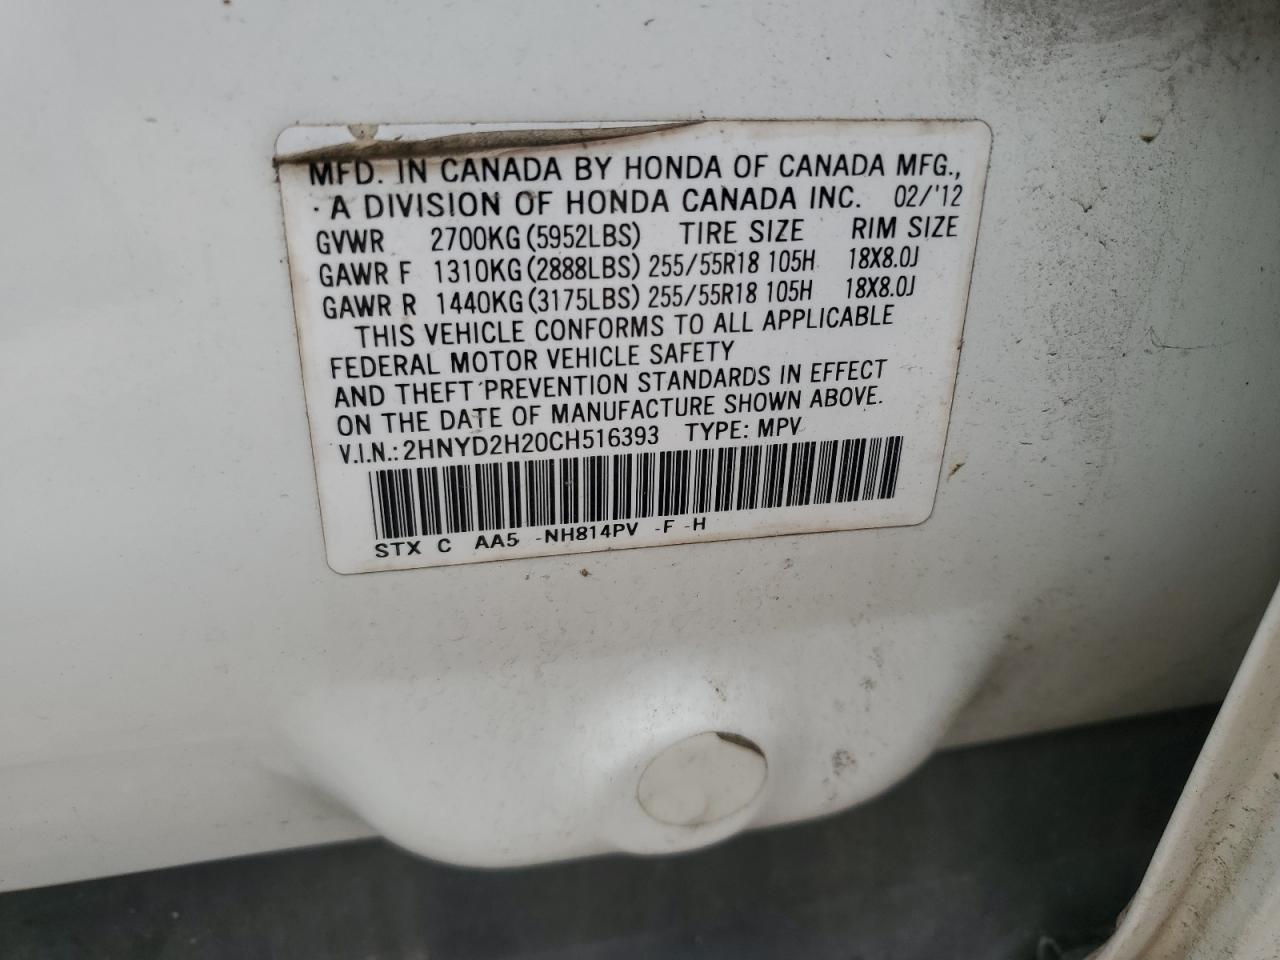 MFD. IN CANADA BY HONDA OF CANADA MFG.,
A DIVISION OF HONDA CANADA INC. 02/'12
GVWR 2700KG (5952LBS) TIRE SIZE RIM SIZE
GAWR F 1310KG (2888LBS) 255/55R18 105H 18X8.0J
GAWR R 1440KG (3175LBS) 255/55R18 105H 18X8.0J
THIS VEHICLE CONFORMS TO ALL APPLICABLE
FEDERAL MOTOR VEHICLE SAFETY
AND THEFT PREVENTION STANDARDS IN EFFECT
ON THE DATE OF MANUFACTURE SHOWN ABOVE.
V.I.N.: 2HNYD2H20CH516393 TYPE: MPV
STX C AA5 -NH814PV -F -H